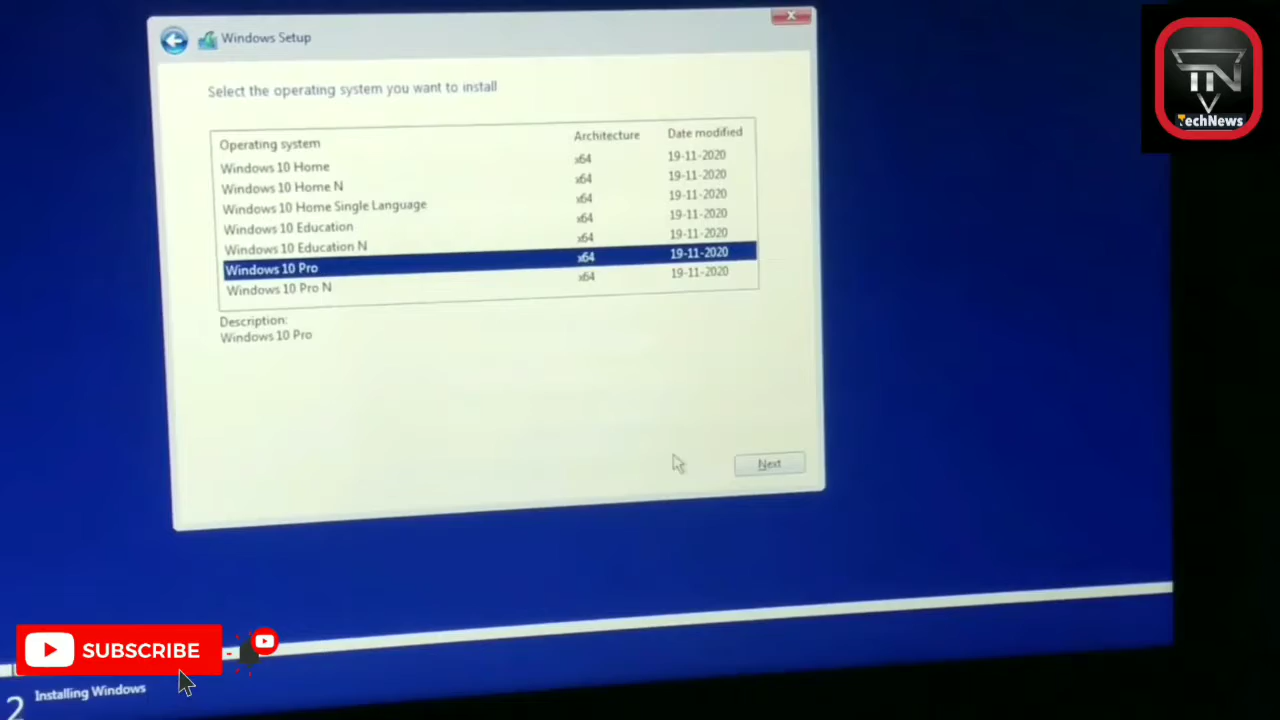 Windows Setup
Select the operating system you want to install
Operating system Architecture Date modified
Windows 10 Home x64 19-11-2020
Windows 10 Home N x64 19-11-2020
Windows 10 Home Single Language x64 19-11-2020
Windows 10 Education x64 19-11-2020
Windows 10 Education N x64 19-11-2020
Windows 10 Pro x64 19-11-2020
Windows 10 Pro N x64 19-11-2020
Description:
Windows 10 Pro
Next
TN
TechNews
SUBSCRIBE
2 Installing Windows